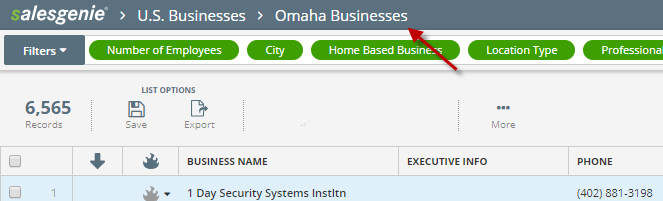 salesgenie® > U.S. Businesses > Omaha Businesses
Filters Number of Employees City Home Based Business Location Type Professional
LIST OPTIONS
6,565
Records Save Export More
BUSINESS NAME EXECUTIVE INFO PHONE
1 1 Day Security Systems Instltn (402) 881-3198